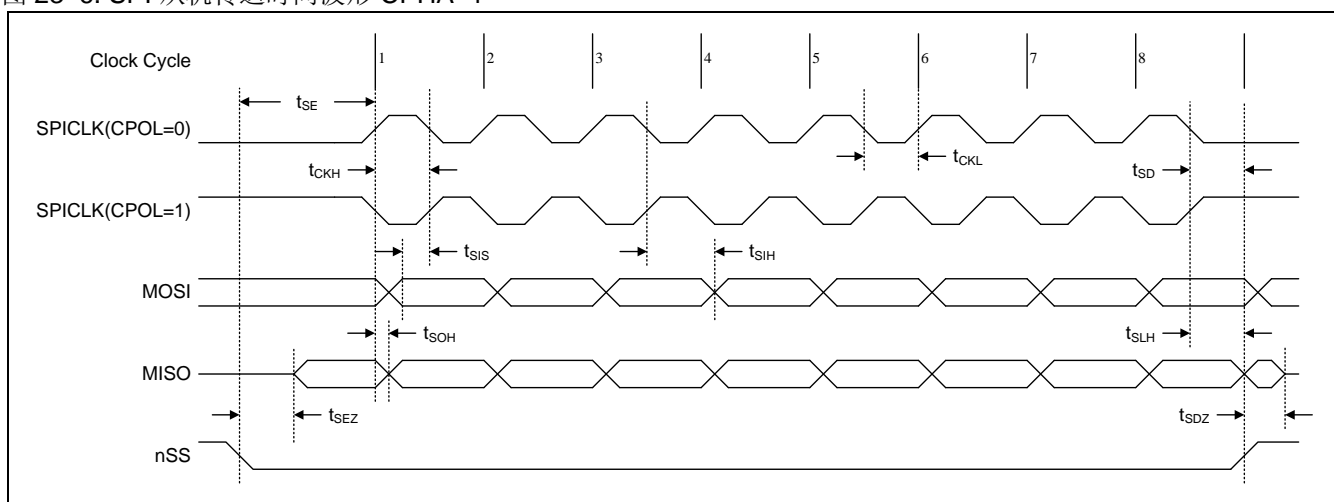 Clock Cycle
1 2 3 4 5 6 7 8
tSE
SPICLK(CPOL=0)
tCKH
tCKL
tSD
SPICLK(CPOL=1)
tSIS
tSIH
MOSI
tSOH
tSLH
MISO
tSEZ
tSDZ
nSS